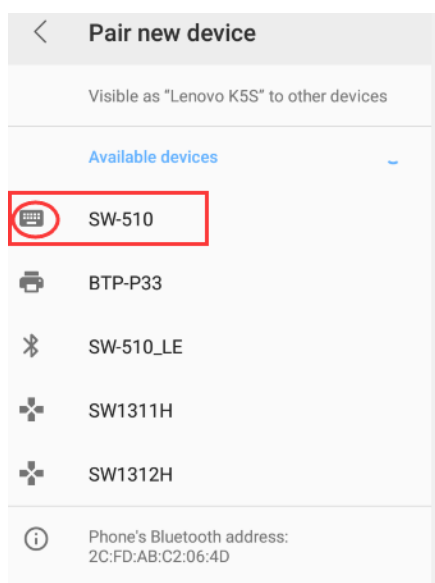 Pair new device
Visible as "Lenovo K5S" to other devices
Available devices
SW-510
BTP-P33
SW-510_LE
SW1311H
SW1312H
Phone's Bluetooth address:
2C:FD:AB:C2:06:4D